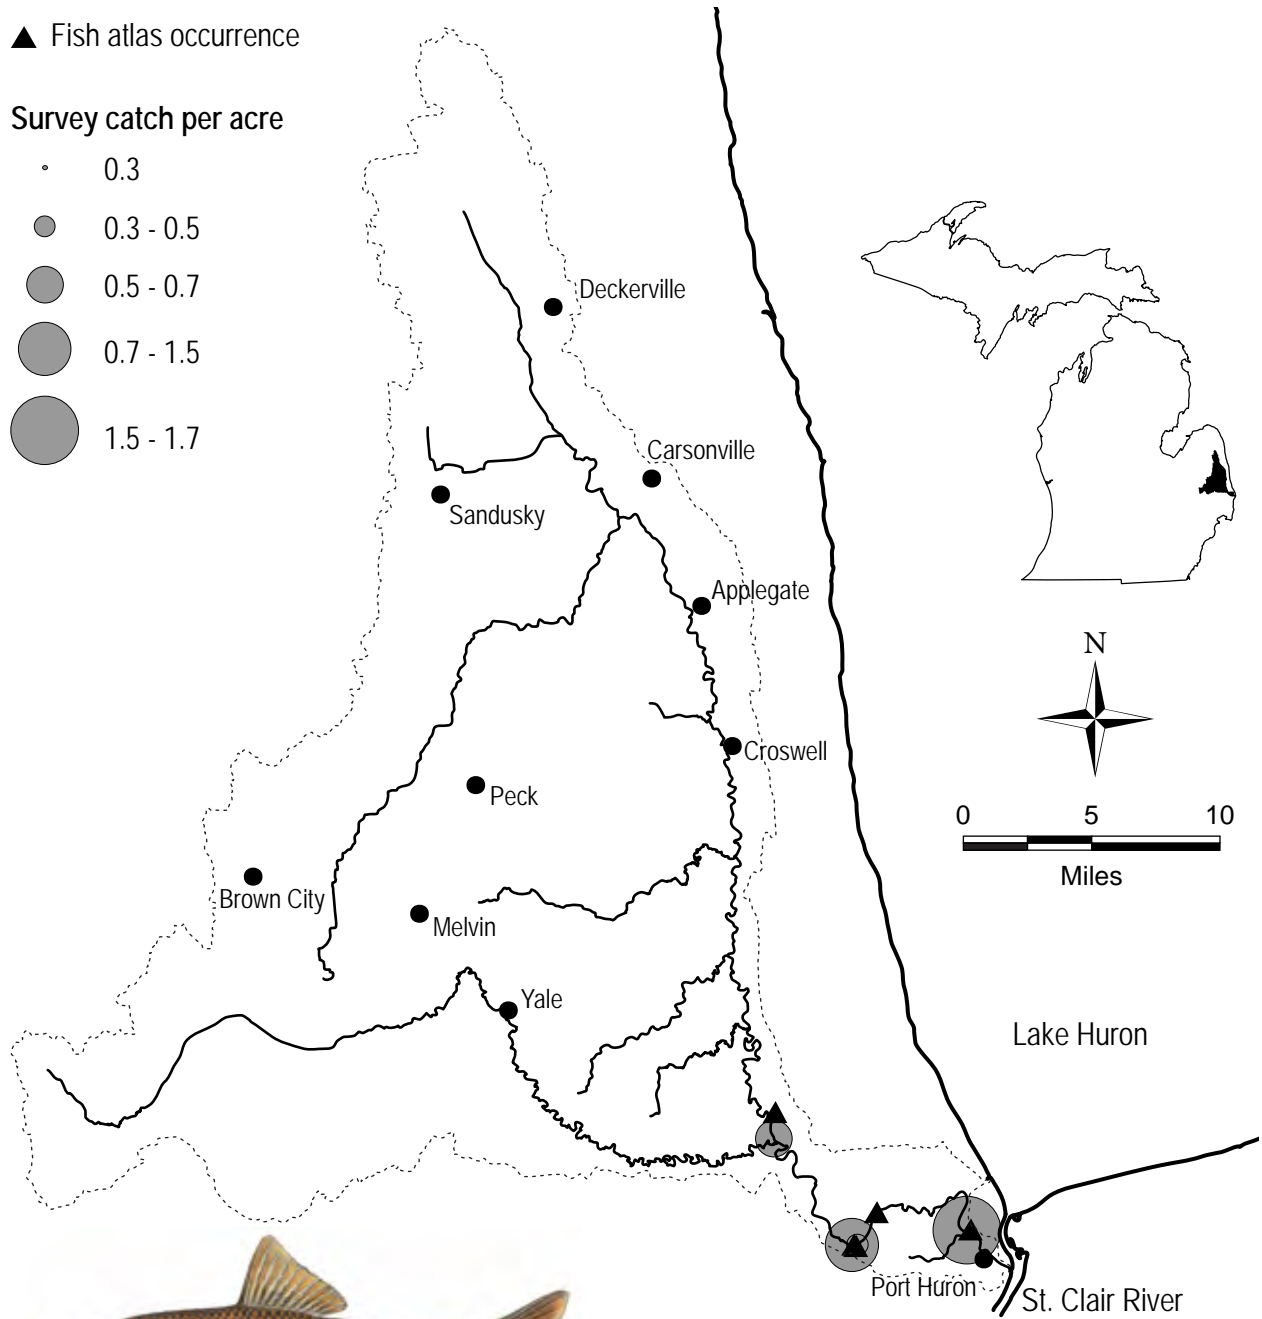 Fish atlas occurrence
Survey catch per acre
0.3
0.3 - 0.5
0.5 - 0.7
0.7 - 1.5
1.5 - 1.7
Deckerville
Carsonville
Sandusky
Applegate
N
Croswell
Peck
0 5 10
Miles
Brown City
Melvin
Yale
Lake Huron
Port Huron
St. Clair River